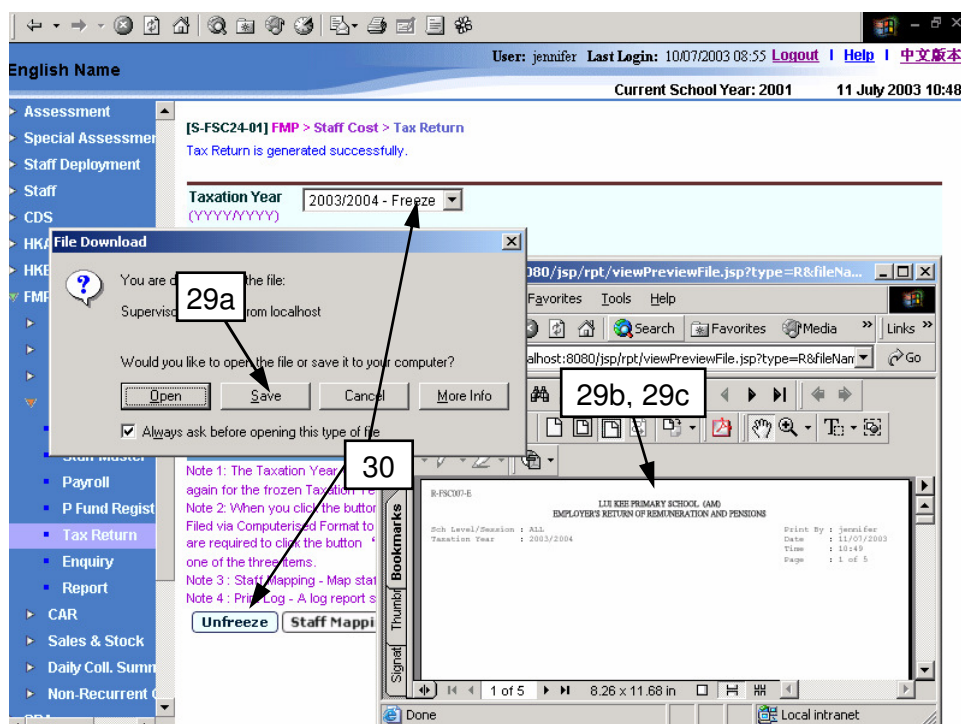 User: jennifer Last Login: 10/07/2003 08:55 Logout | Help | 中文版本
English Name
Current School Year: 2001 11 July 2003 10:48
Assessment
Special Assessmer
Staff Deployment
Staff
CDS
HKA
HKE
FMP
Payroll
P Fund Regist
Tax Return
Enquiry
Report
CAR
Sales & Stock
Daily Coll. Summ
Non-Recurrent
[S-FSC24-01] FMP > Staff Cost > Tax Return
Tax Return is generated successfully.
Taxation Year 2003/2004 - Freeze
(YYYY/YYYY)
File Download
You are d the file:
29a
Superviso rom localhost
Would you like to open the file or save it to your computer?
Open Save Cancel More Info
Always ask before opening this type of file
30
Note 1: The Taxation Year
again for the frozen Taxation Ye
Note 2: When you click the button
Filed via Computerised Format to
are required to click the button ‘
one of the three items.
Note 3 : Staff Mapping - Map staf
Note 4 : Print Log - A log report s
Unfreeze Staff Mappi
080/jsp/rpt/viewPreviewFile.jsp?type=R&fileNa...
Favorites Tools Help
Search Favorites Media » Links »
alhost:8080/jsp/rpt/viewPreviewFile.jsp?type=R&fileNam Go
29b, 29c
Bookmarks
Thumbr
Signat
R-FSC007-E
LUI KEE PRIMARY SCHOOL (AM)
EMPLOYER'S RETURN OF REMUNERATION AND PENSIONS
Sch Level/Session : ALL Print By : jennifer
Taxation Year : 2003/2004 Date : 11/07/2003
Time : 10:49
Page : 1 of 5
1 of 5 8.26 x 11.68 in
Done Local intranet